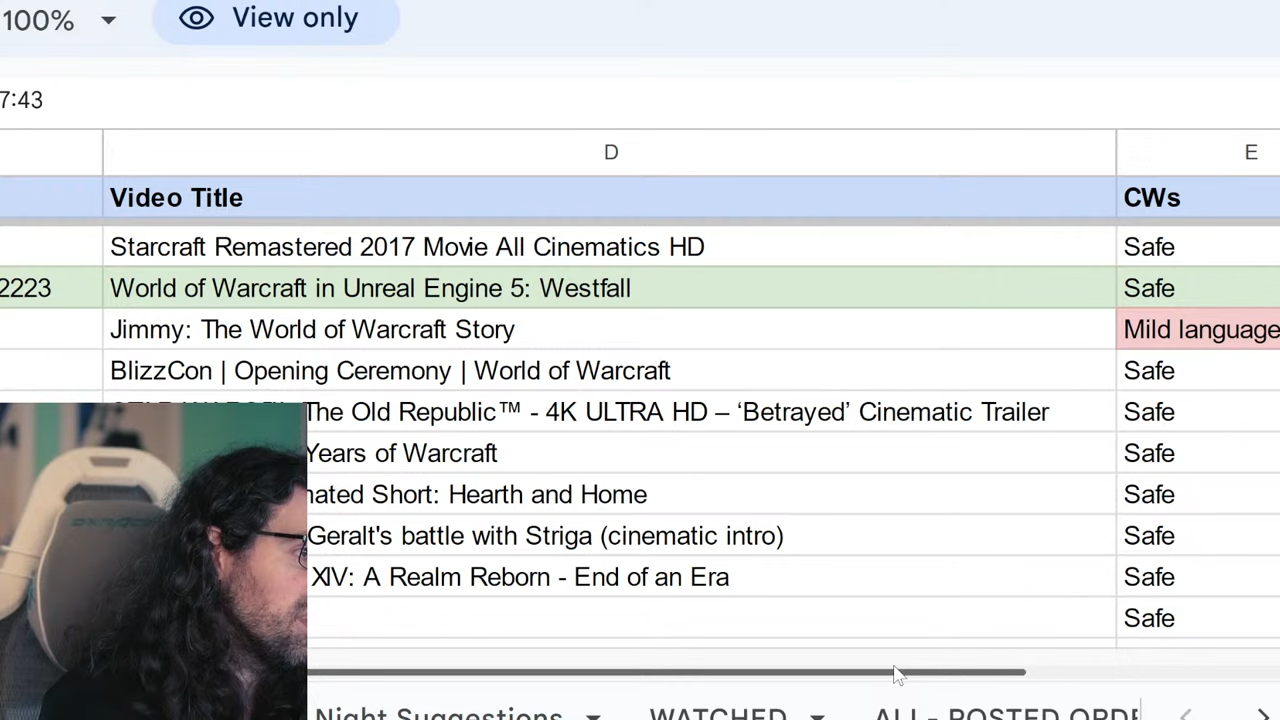 100% View only
7:43
D E
Video Title CWs
Starcraft Remastered 2017 Movie All Cinematics HD Safe
2223 World of Warcraft in Unreal Engine 5: Westfall Safe
Jimmy: The World of Warcraft Story Mild language
BlizzCon | Opening Ceremony | World of Warcraft Safe
The Old Republic™ - 4K ULTRA HD – ‘Betrayed’ Cinematic Trailer Safe
Years of Warcraft Safe
nated Short: Hearth and Home Safe
Geralt's battle with Striga (cinematic intro) Safe
XIV: A Realm Reborn - End of an Era Safe
Safe
Night Suggestions WATCHED ALL - POSTED ORDE